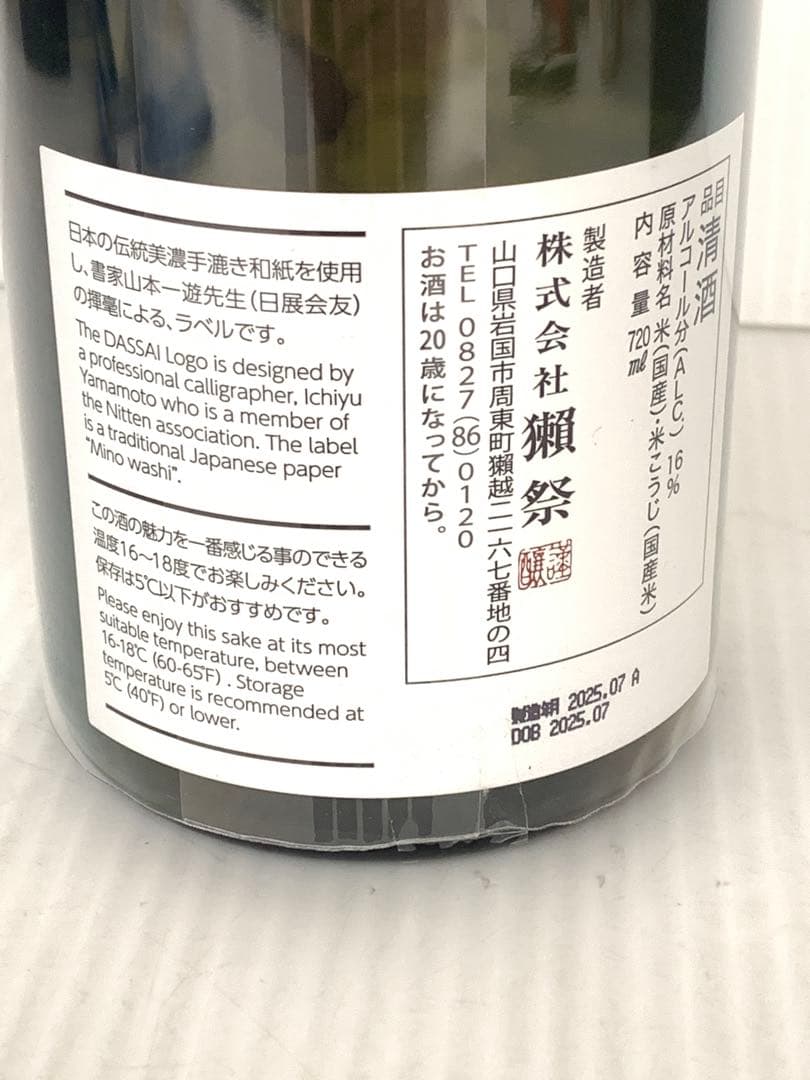 日本の伝統美濃手漉き和紙を使用
し、書家山本一遊先生（日展会友）
の揮毫による、ラベルです。
The DASSAI Logo is designed by
a professional calligrapher, Ichiyu
Yamamoto who is a member of
the Nitten association. The label
is a traditional Japanese paper
“Mino washi”.
この酒の魅力を一番感じる事のできる
温度16〜18度でお楽しみください。
保存は5℃以下がおすすめです。
Please enjoy this sake at its most
suitable temperature, between
16-18℃ (60-65℉) . Storage
temperature is recommended at
5℃ (40℉) or lower.
品目 清酒
アルコール分(ALC.) 16%
原材料名 米(国産)・米こうじ(国産米)
内容量 720ml
製造者
株式会社 獺祭
謹醸
山口県岩国市周東町獺越二一六七番地の四
TEL 0827(86)0120
お酒は20歳になってから。
製造年月 2025.07 A
DOB 2025.07